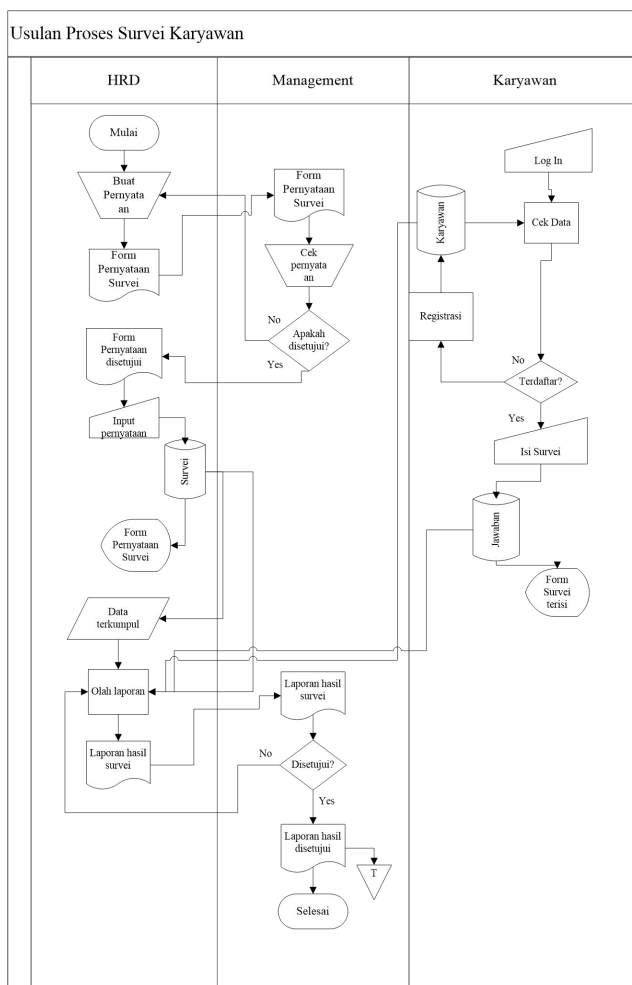 Usulan Proses Survei Karyawan
HRD
Management
Karyawan
Mulai
Buat
Pernyata
an
Form
Pernyataan
Survei
Form
Pernyataan
Survei
Cek
pernyata
an
Apakah
disetujui?
No
Yes
Form
Pernyataan
disetujui
Input
pernyataan
Survei
Form
Pernyataan
Survei
Log In
Karyawan
Cek Data
Registrasi
Terdaftar?
No
Yes
Isi Survei
Jawaban
Form
Survei
terisi
Data
terkumpul
Olah laporan
Laporan hasil
survei
Laporan hasil
survei
Disetujui?
No
Yes
Laporan hasil
disetujui
T
Selesai